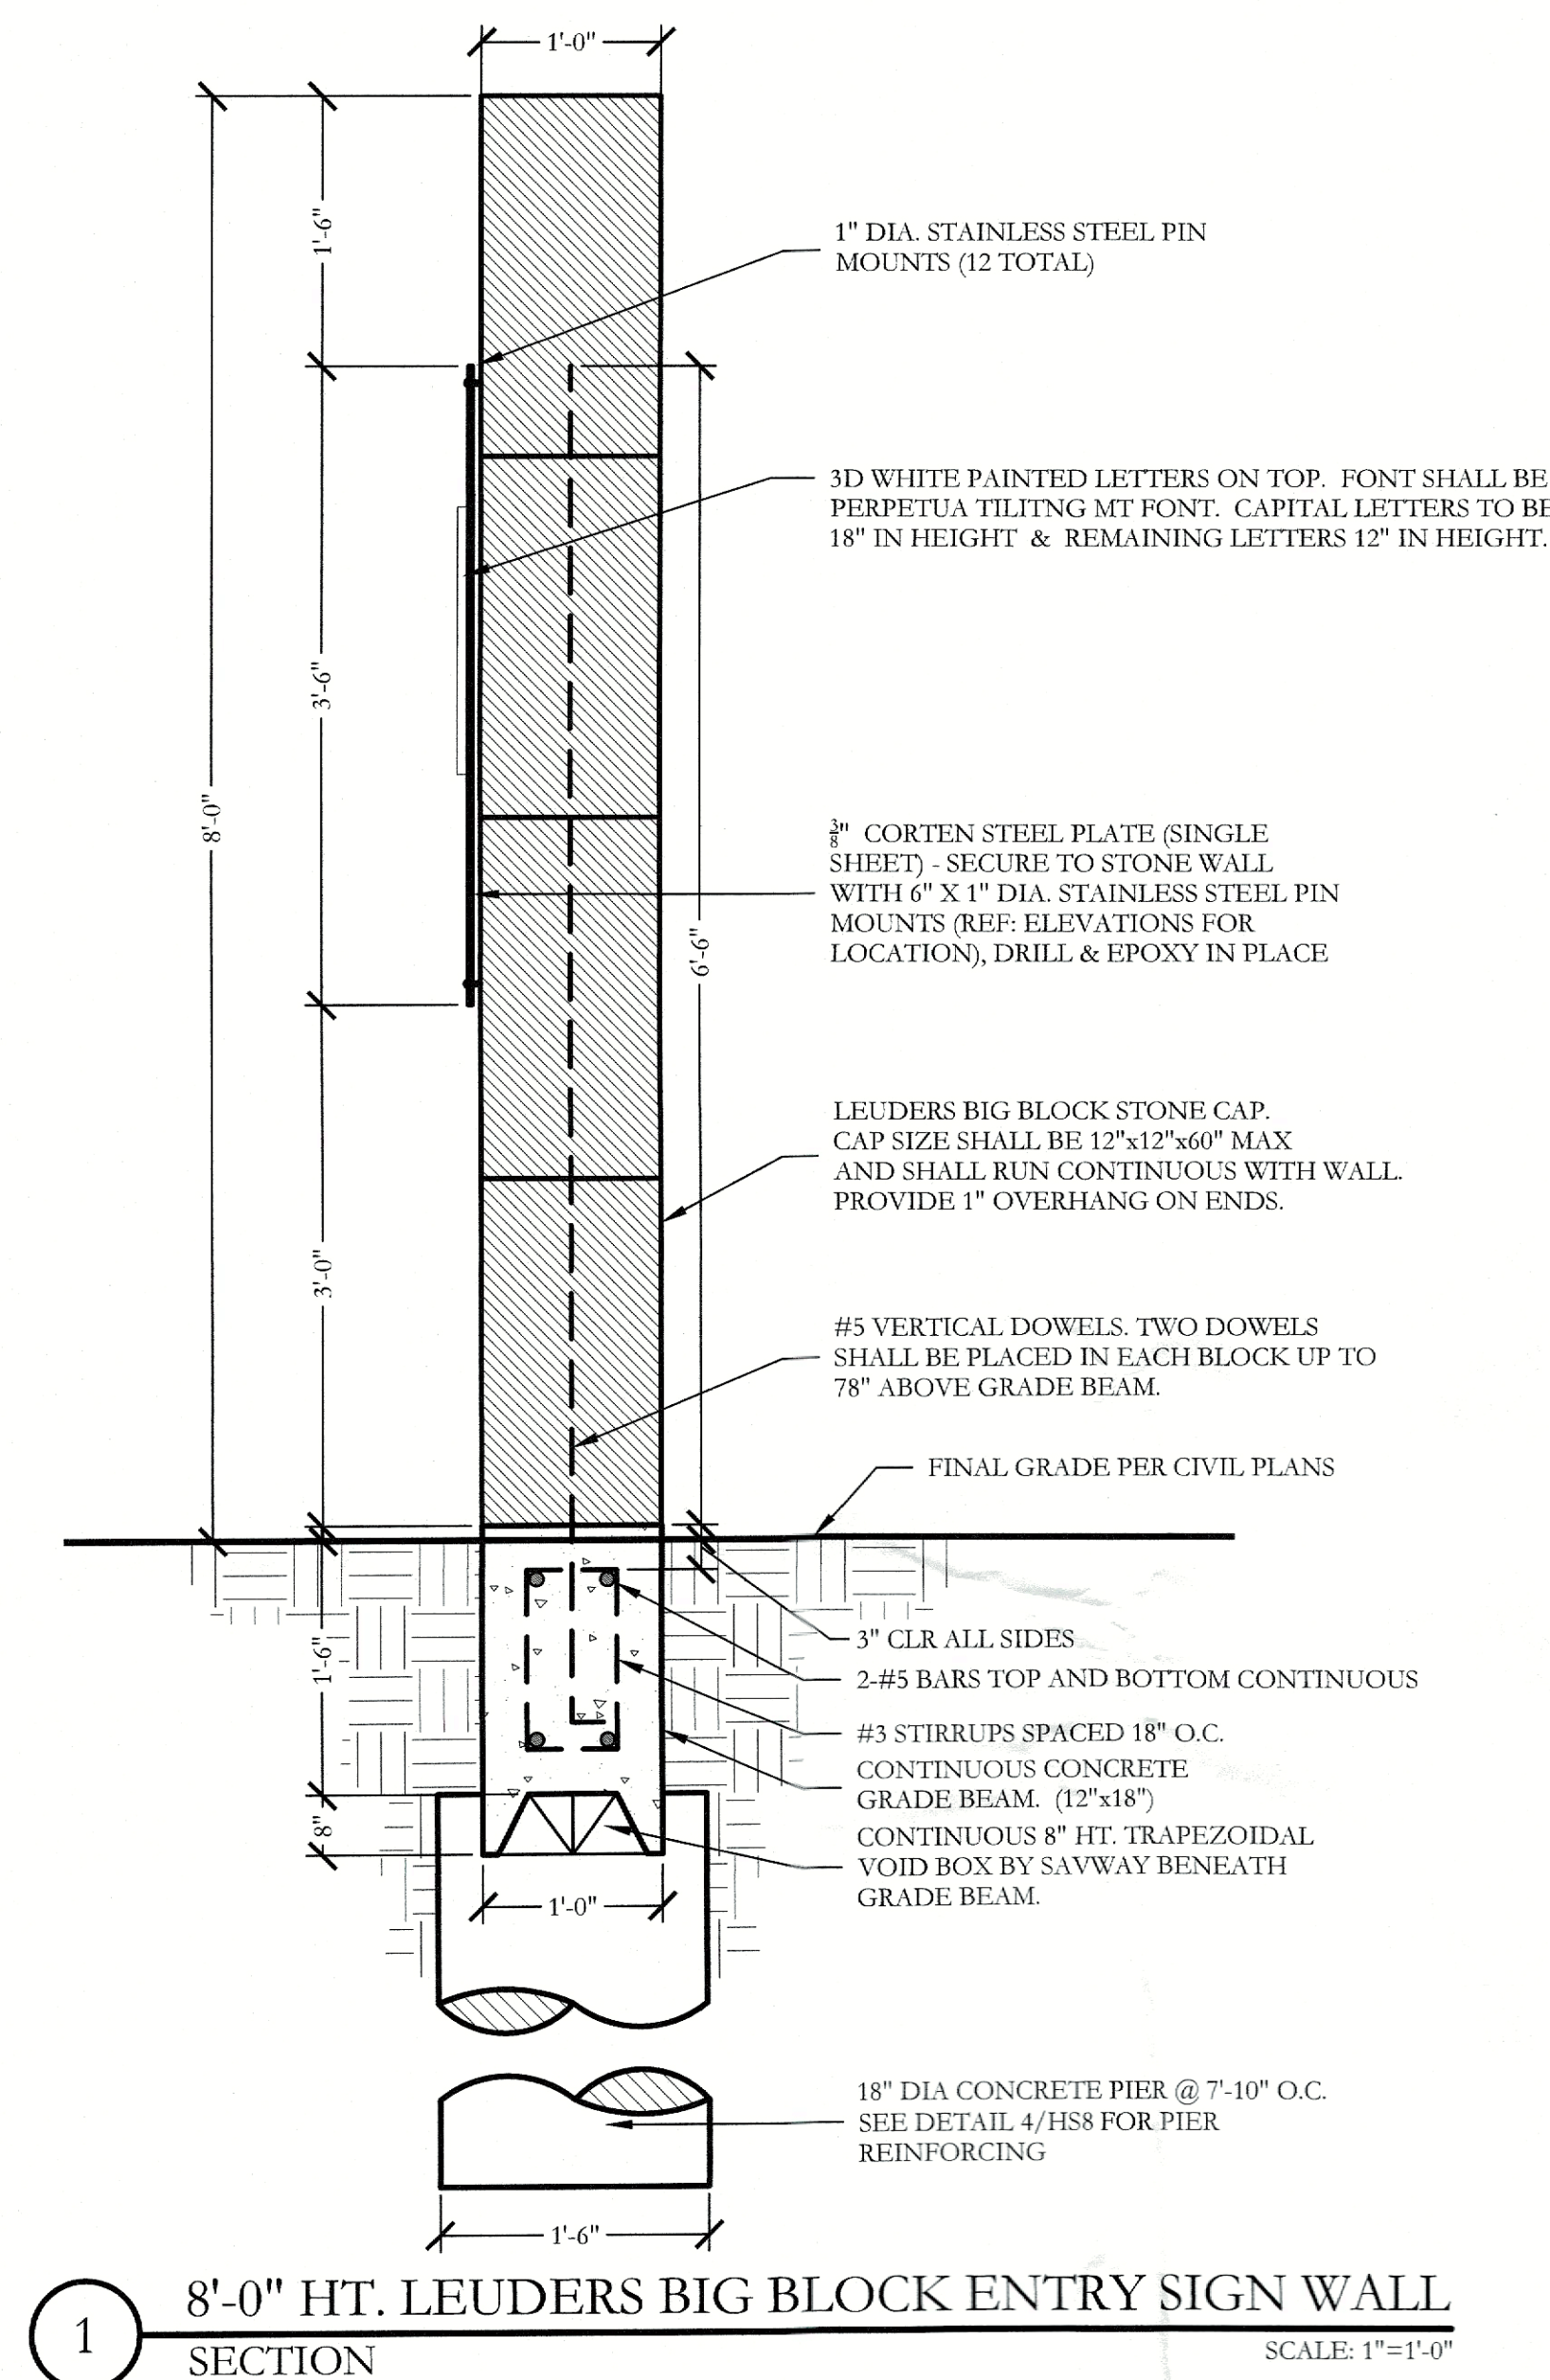 1'-0"
1'-6"
1" DIA. STAINLESS STEEL PIN
MOUNTS (12 TOTAL)
3D WHITE PAINTED LETTERS ON TOP. FONT SHALL BE
PERPETUA TILITNG MT FONT. CAPITAL LETTERS TO BE
18" IN HEIGHT & REMAINING LETTERS 12" IN HEIGHT.
3'-6"
8'-0"
3/8" CORTEN STEEL PLATE (SINGLE
SHEET) - SECURE TO STONE WALL
WITH 6" X 1" DIA. STAINLESS STEEL PIN
MOUNTS (REF: ELEVATIONS FOR
LOCATION), DRILL & EPOXY IN PLACE
6'-6"
LEUDERS BIG BLOCK STONE CAP.
CAP SIZE SHALL BE 12"x12"x60" MAX
AND SHALL RUN CONTINUOUS WITH WALL.
PROVIDE 1" OVERHANG ON ENDS.
3'-0"
#5 VERTICAL DOWELS. TWO DOWELS
SHALL BE PLACED IN EACH BLOCK UP TO
78" ABOVE GRADE BEAM.
FINAL GRADE PER CIVIL PLANS
3" CLR ALL SIDES
1'-6"
2-#5 BARS TOP AND BOTTOM CONTINUOUS
#3 STIRRUPS SPACED 18" O.C.
CONTINUOUS CONCRETE
GRADE BEAM. (12"x18")
8"
CONTINUOUS 8" HT. TRAPEZOIDAL
VOID BOX BY SAVWAY BENEATH
GRADE BEAM.
1'-0"
18" DIA CONCRETE PIER @ 7'-10" O.C.
SEE DETAIL 4/HS8 FOR PIER
REINFORCING
1'-6"
1
8'-0" HT. LEUDERS BIG BLOCK ENTRY SIGN WALL
SECTION
SCALE: 1"=1'-0"